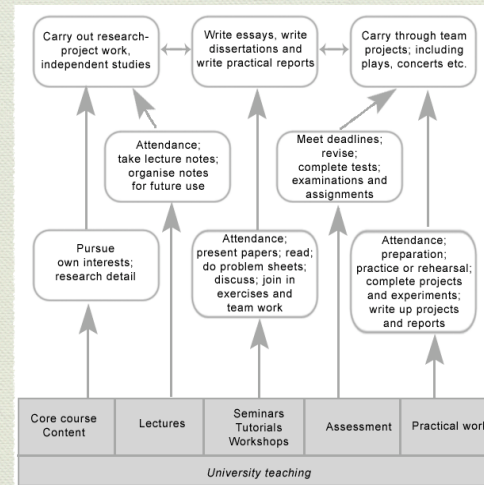 Carry out research-
project work,
independent studies
Write essays, write
dissertations and
write practical reports
Carry through team
projects; including
plays, concerts etc.
Attendance;
take lecture notes;
organise notes
for future use
Meet deadlines;
revise;
complete tests;
examinations and
assignments
Pursue
own interests;
research detail
Attendance;
present papers; read;
do problem sheets;
discuss; join in
exercises and
team work
Attendance;
preparation;
practice or rehearsal;
complete projects
and experiments;
write up projects
and reports
Core course
Content
Lectures
Seminars
Tutorials
Workshops
Assessment
Practical work
University teaching